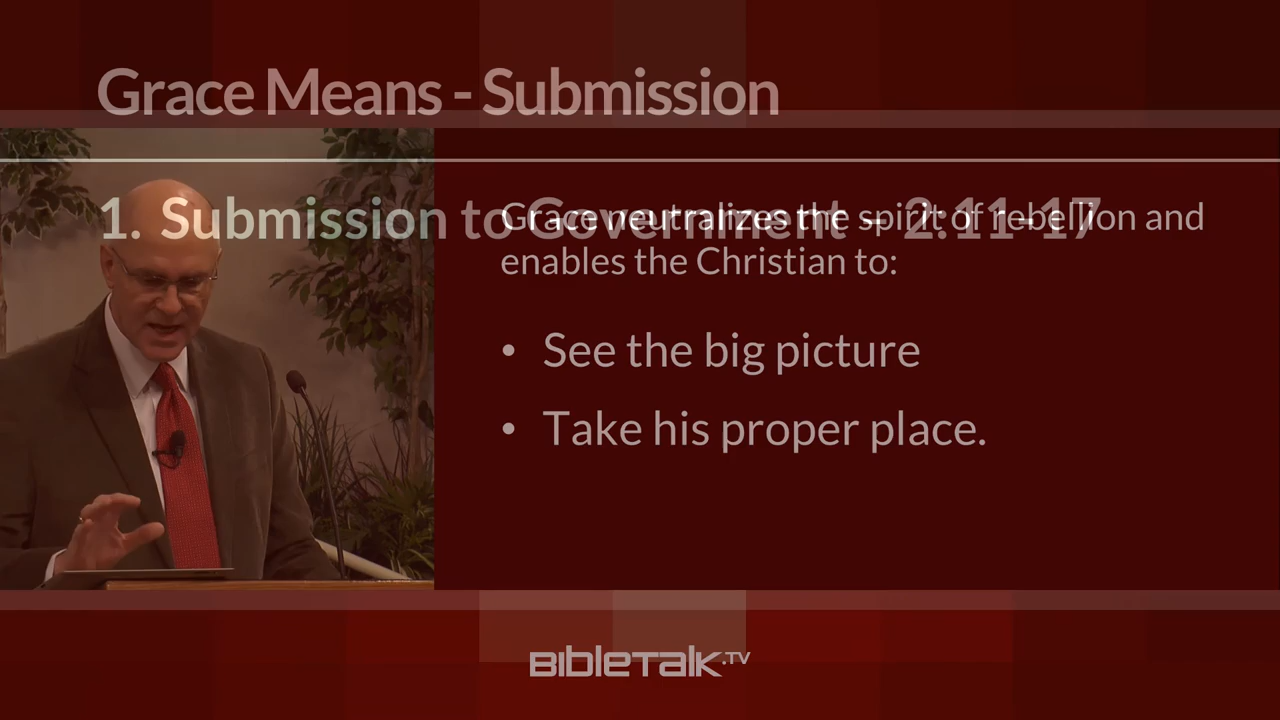 Grace Means - Submission
1. Submission to Government - 2:11-17
Grace neutralizes the spirit of rebellion and
enables the Christian to:
• See the big picture
• Take his proper place.
BIBLETALK.TV